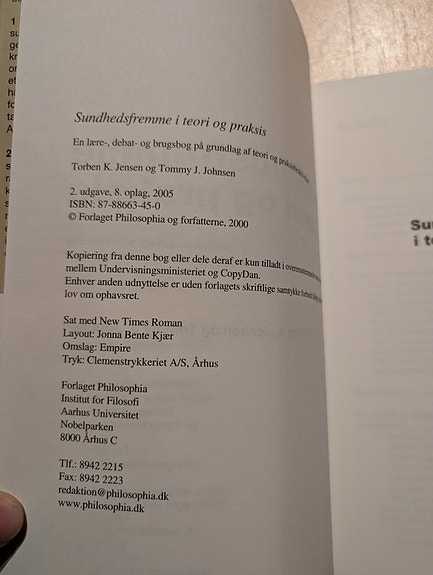 Sundhedsfremme i teori og praksis
En lære-, debat- og brugsbog på grundlag af teori og
Torben K. Jensen og Tommy J. Johnsen
2. udgave, 8. oplag, 2005
ISBN: 87-88663-45-0
© Forlaget Philosophia og forfatterne, 2000
Kopiering fra denne bog eller dele deraf er kun tilladt i
mellem Undervisningsministeriet og CopyDan.
Enhver anden udnyttelse er uden forlagets skriftlige samtykke
lov om ophavsret.
Sat med New Times Roman
Layout: Jonna Bente Kjær
Omslag: Empire
Tryk: Clemenstrykkeriet A/S, Århus
Forlaget Philosophia
Institut for Filosofi
Aarhus Universitet
Nobelparken
8000 Århus C
Tlf.: 8942 2215
Fax: 8942 2223
redaktion@philosophia.dk
www.philosophia.dk
Su
i t